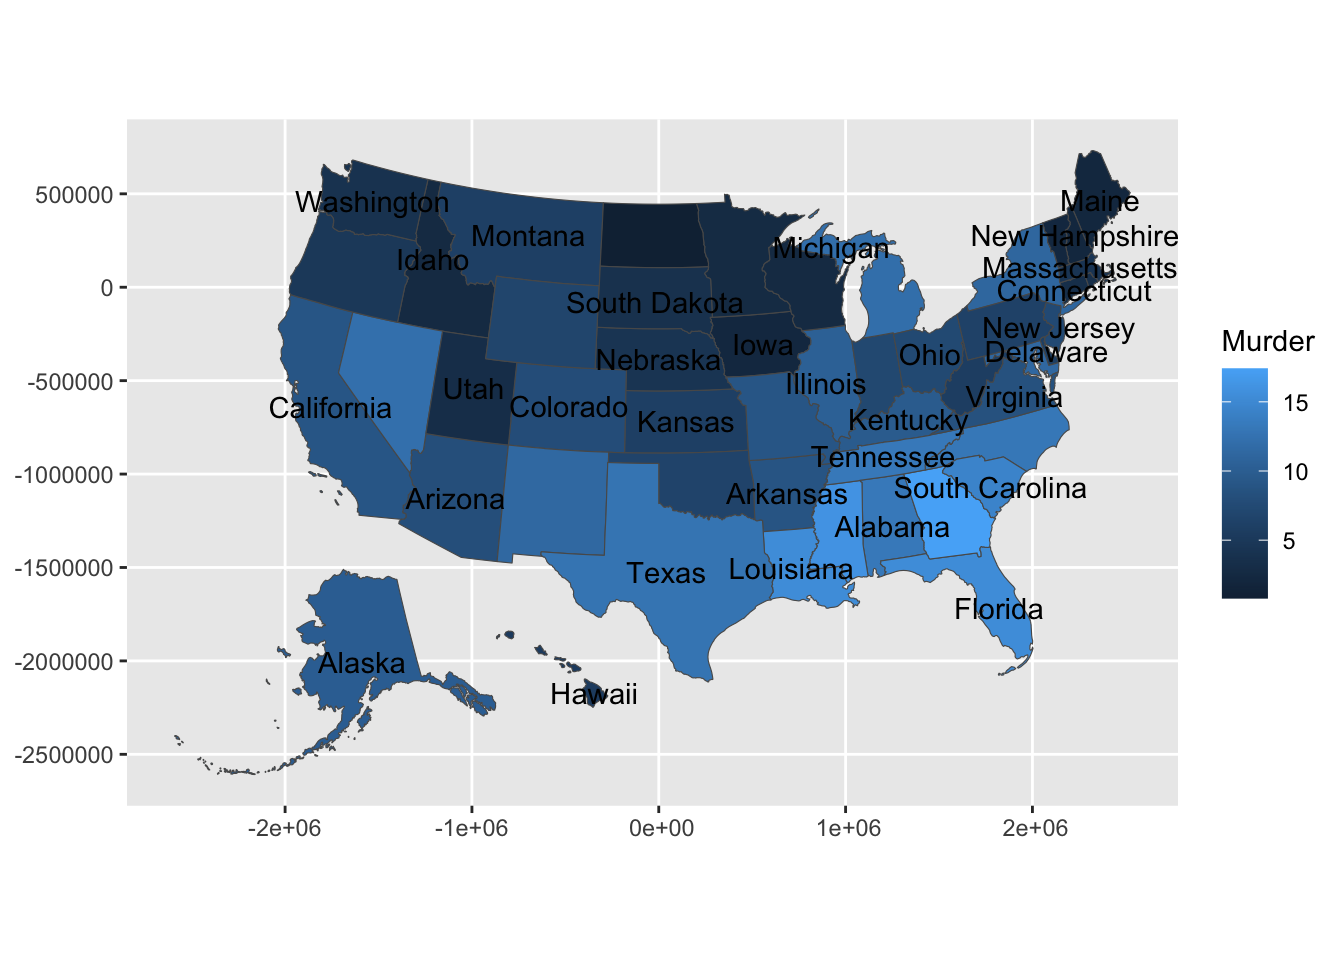 500000
0
-500000
-1000000
-1500000
-2000000
-2500000
-2e+06
-1e+06
0e+00
1e+06
2e+06
Washington
Maine
Montana
Michigan
New Hampshire
Idaho
Massachusetts
Connecticut
South Dakota
New Jersey
Nebraska
Iowa
Ohio
Delaware
Utah
Illinois
Virginia
California
Colorado
Kansas
Kentucky
Tennessee
Arizona
Arkansas
South Carolina
Alabama
Texas
Louisiana
Florida
Alaska
Hawaii
Murder
15
10
5